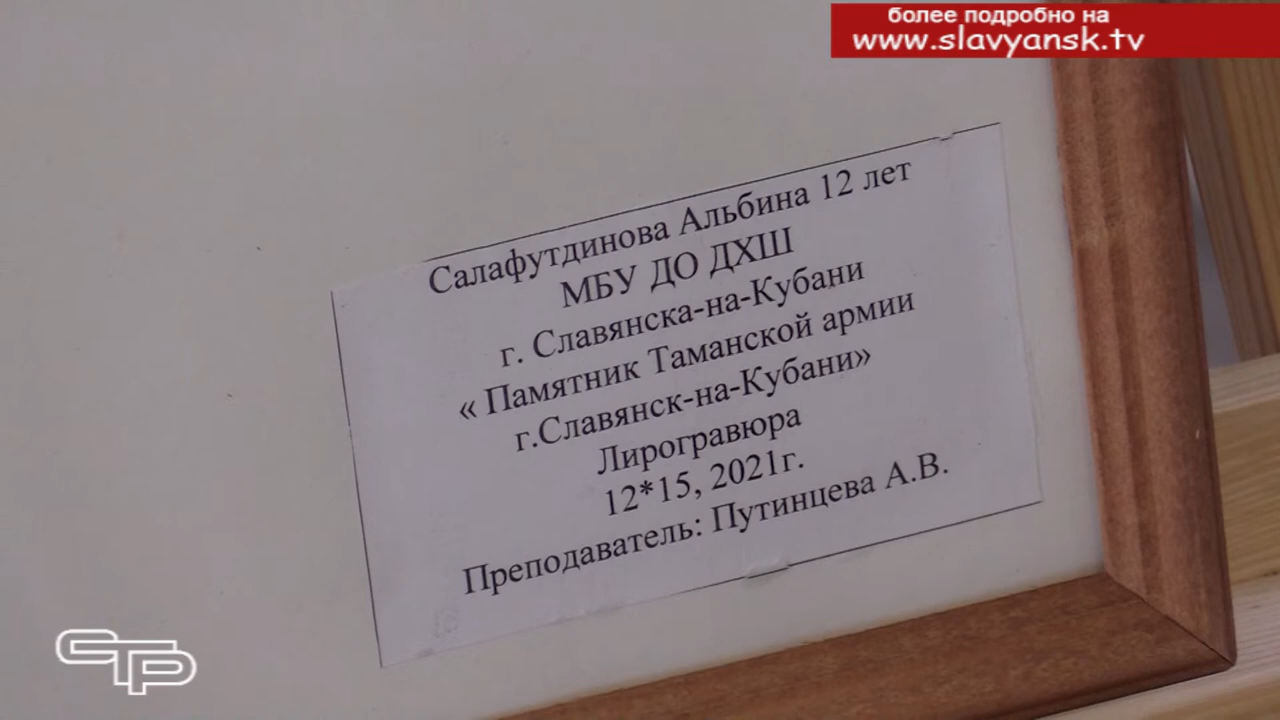 более подробно на
www.slavyansk.tv
Салафутдинова Альбина 12 лет
МБУ ДО ДХШ
г. Славянска-на-Кубани
« Памятник Таманской армии
г.Славянск-на-Кубани»
Лирогравюра
12*15, 2021г.
Преподаватель: Путинцева А.В.
СТР